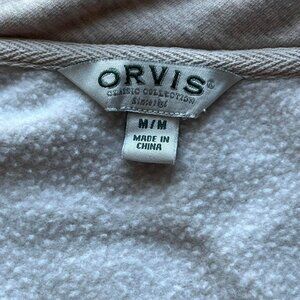 ORVIS®
CLASSIC COLLECTION
M/M
MADE IN
CHINA